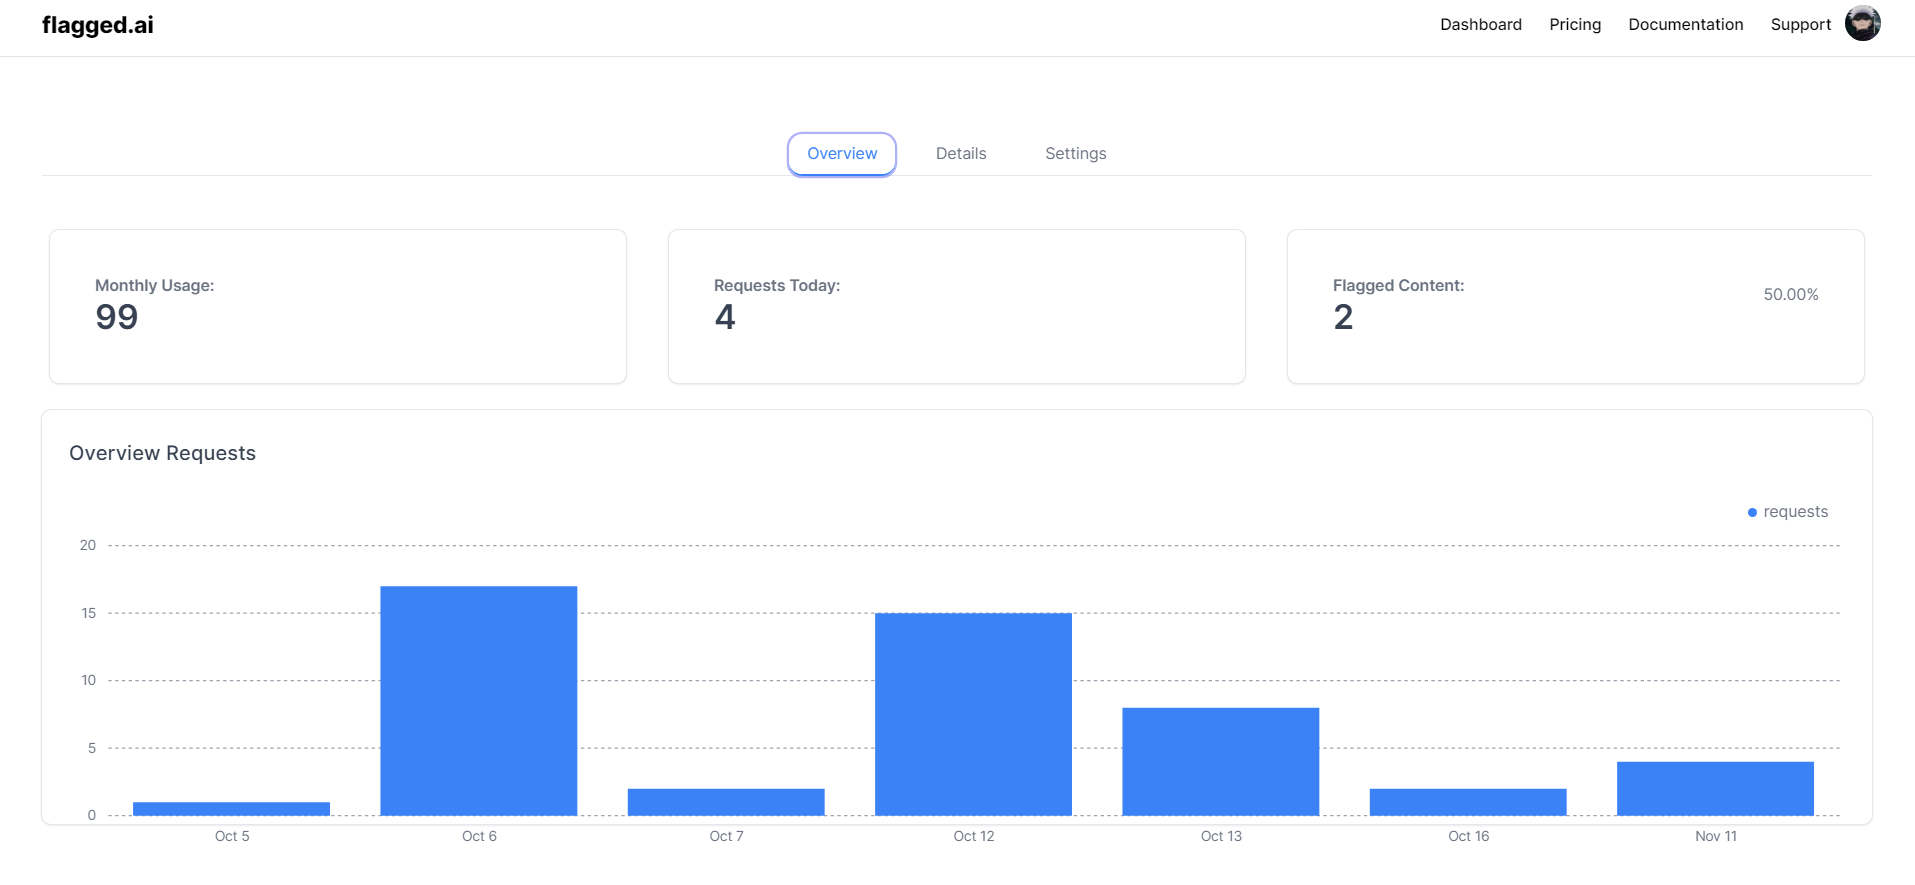 flagged.ai
Dashboard Pricing Documentation Support
Overview Details Settings
Monthly Usage:
99
Requests Today:
4
Flagged Content:
2
50.00%
Overview Requests
requests
20
15
10
5
0
Oct 5 Oct 6 Oct 7 Oct 12 Oct 13 Oct 16 Nov 11